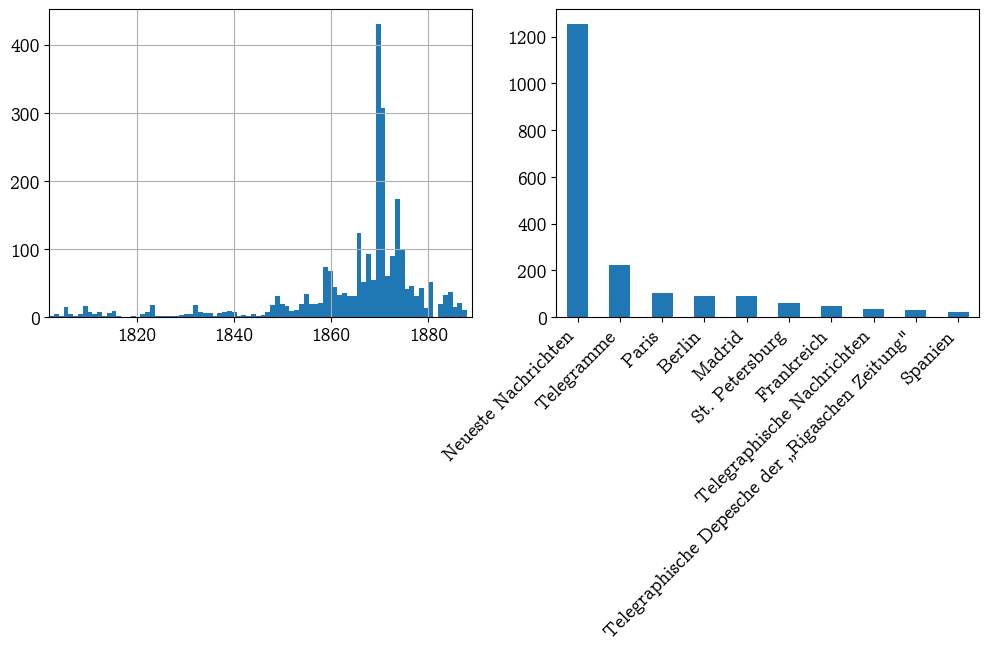 400
300
200
100
0
1820 1840 1860 1880
1200
1000
800
600
400
200
0
Neueste Nachrichten
Telegramme
Paris
Berlin
Madrid
St. Petersburg
Frankreich
Telegraphische Nachrichten
Telegraphische Depesche der „Rigaschen Zeitung"
Spanien